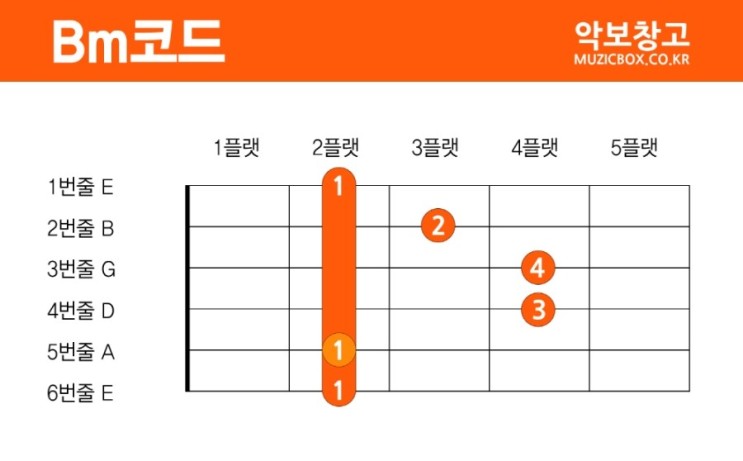 Bm코드
악보창고
MUZICBOX.CO.KR
1플랫 2플랫 3플랫 4플랫 5플랫
1번줄 E 1
2번줄 B 2
3번줄 G 4
4번줄 D 3
5번줄 A 1
6번줄 E 1